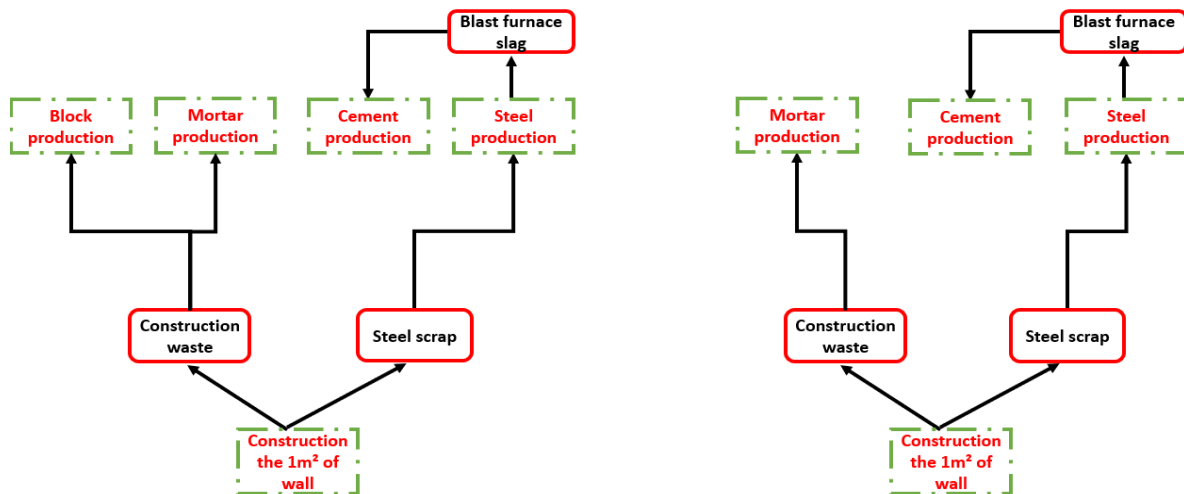 Blast furnace
slag
Block
production
Mortar
production
Cement
production
Steel
production
Construction
waste
Steel scrap
Construction
the 1m² of
wall
Blast furnace
slag
Mortar
production
Cement
production
Steel
production
Construction
waste
Steel scrap
Construction
the 1m² of
wall